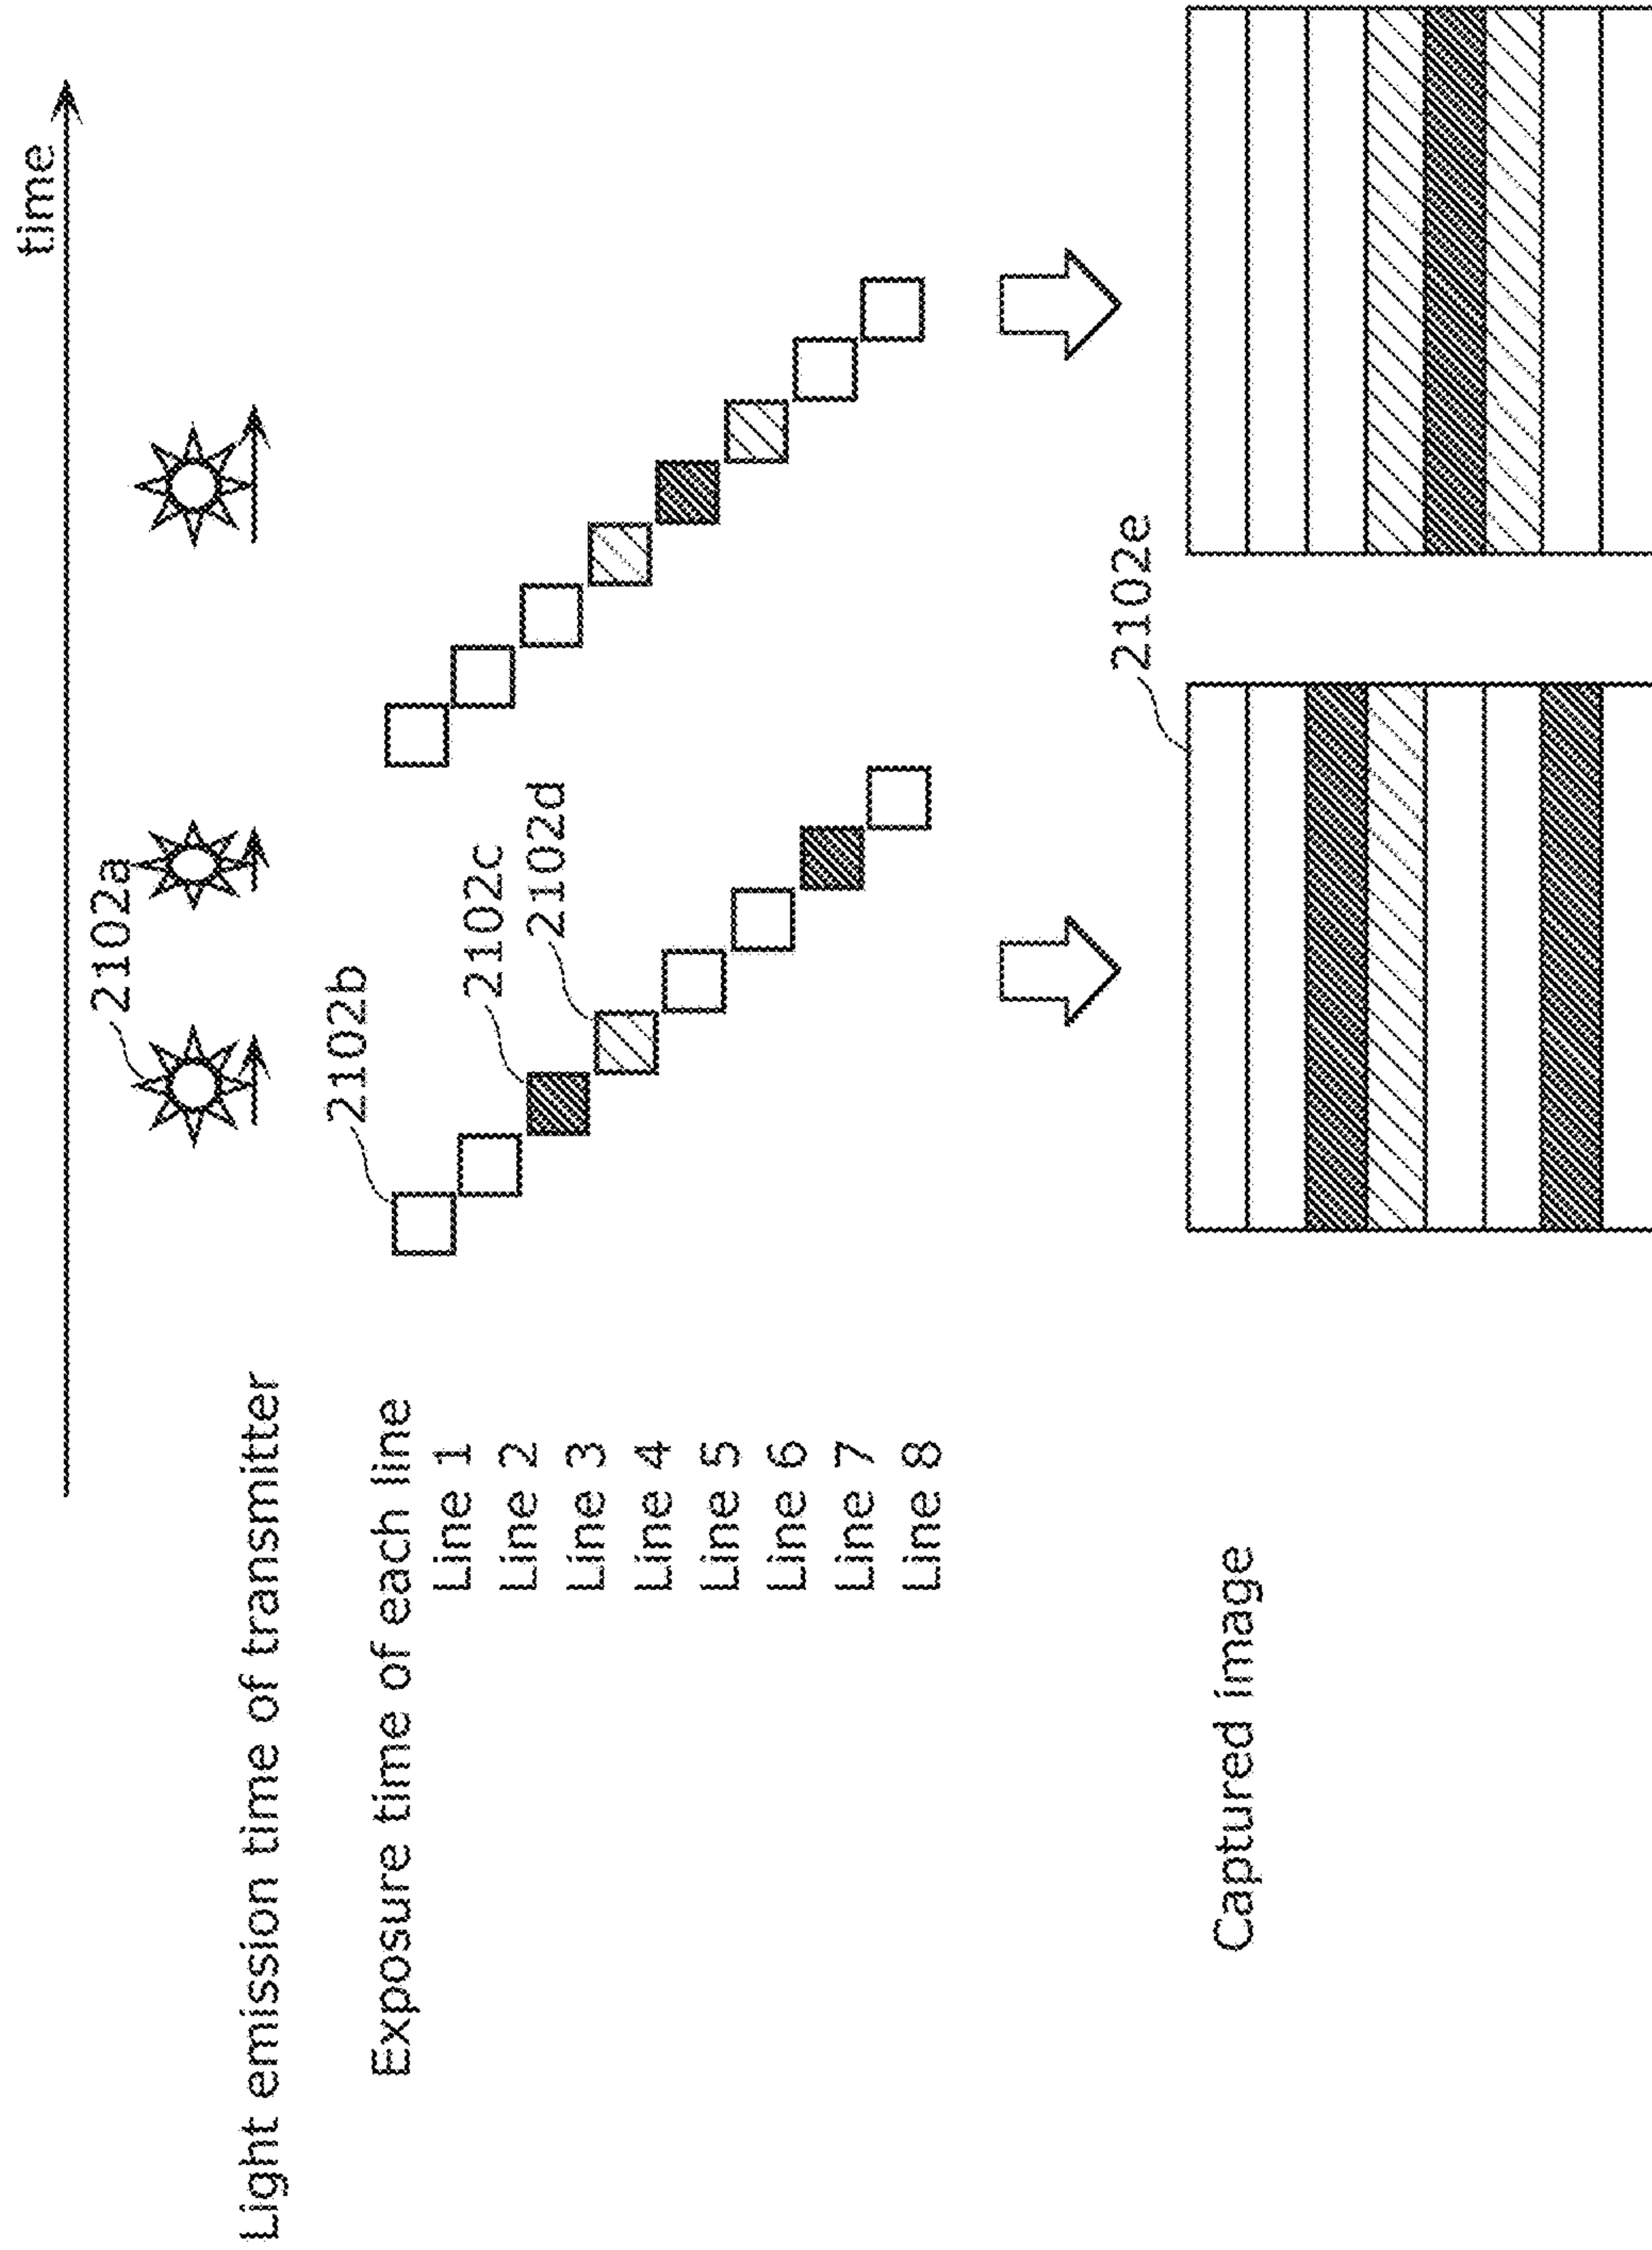 time
Light emission time of transmitter
2102a
Exposure time of each line
2102b
2102c
2102d
Line 1
Line 2
Line 3
Line 4
Line 5
Line 6
Line 7
Line 8
Captured image
2102e